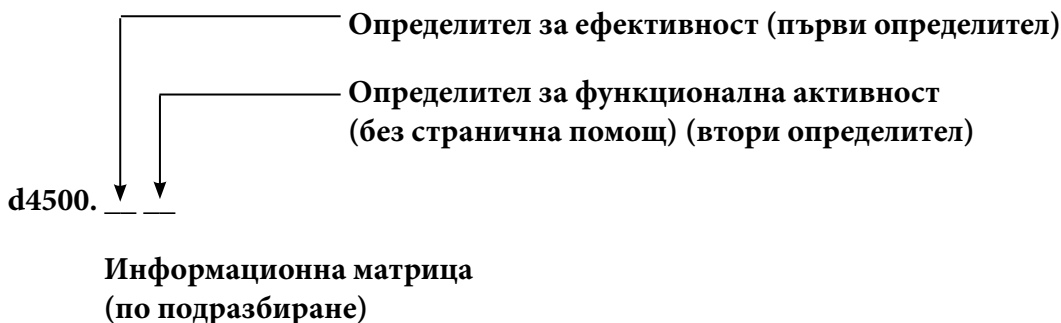 Определител за ефективност (първи определител)
Определител за функционална активност
(без странична помощ) (втори определител)
d4500. __ __
Информационна матрица
(по подразбиране)